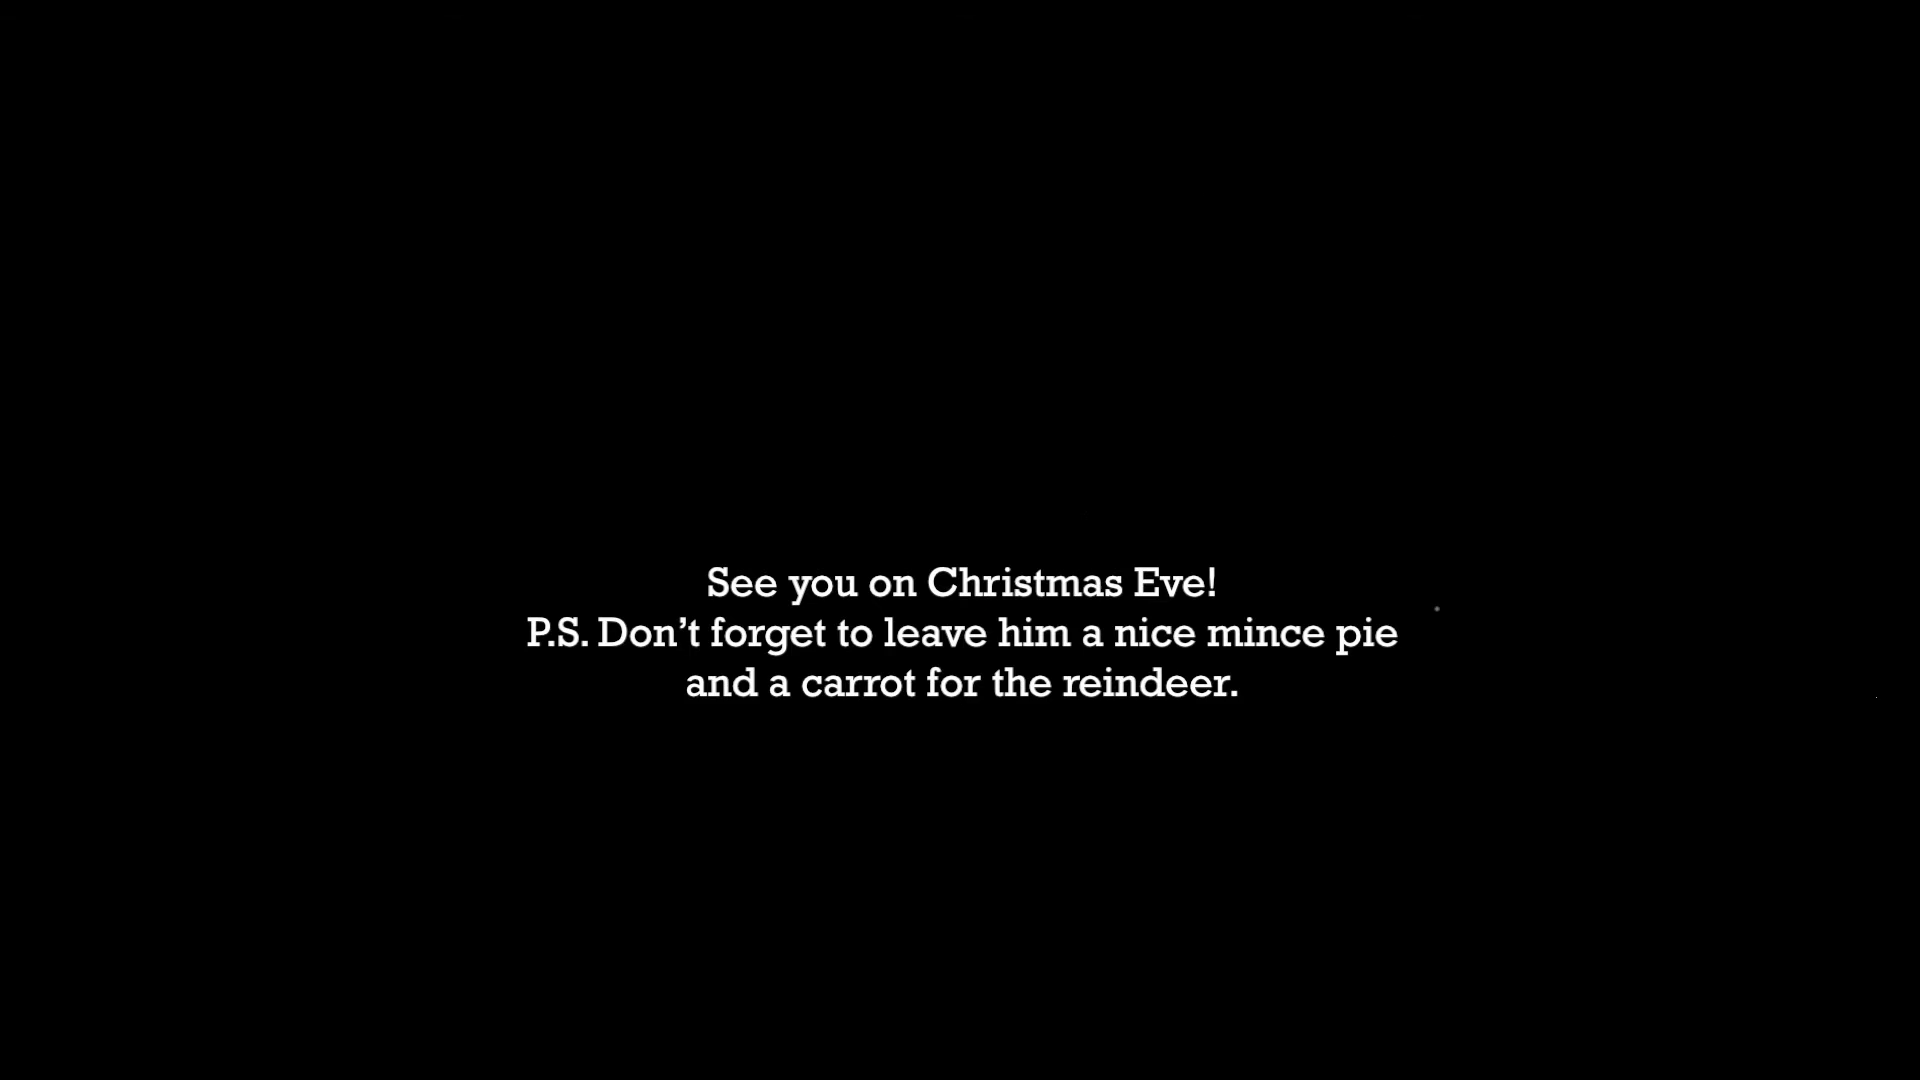 See you on Christmas Eve!
P.S. Don’t forget to leave him a nice mince pie
and a carrot for the reindeer.